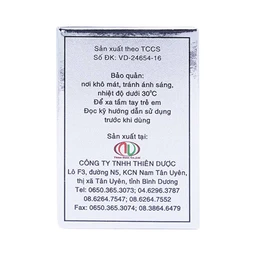 Sản xuất theo TCCS
Số ĐK: VD-24654-16
Bảo quản:
nơi khô mát, tránh ánh sáng,
nhiệt độ dưới 30°C
Để xa tầm tay trẻ em
Đọc kỹ hướng dẫn sử dụng
trước khi dùng
Sản xuất tại:
CÔNG TY TNHH THIÊN DƯỢC
Lô F3, đường N5, KCN Nam Tân Uyên,
thị xã Tân Uyên, tỉnh Bình Dương
Tel: 0650.365.3073; 04.6296.3787
08.6264.7547; 08.6264.7552
Fax: 0650.365.3074; 08.3864.6479